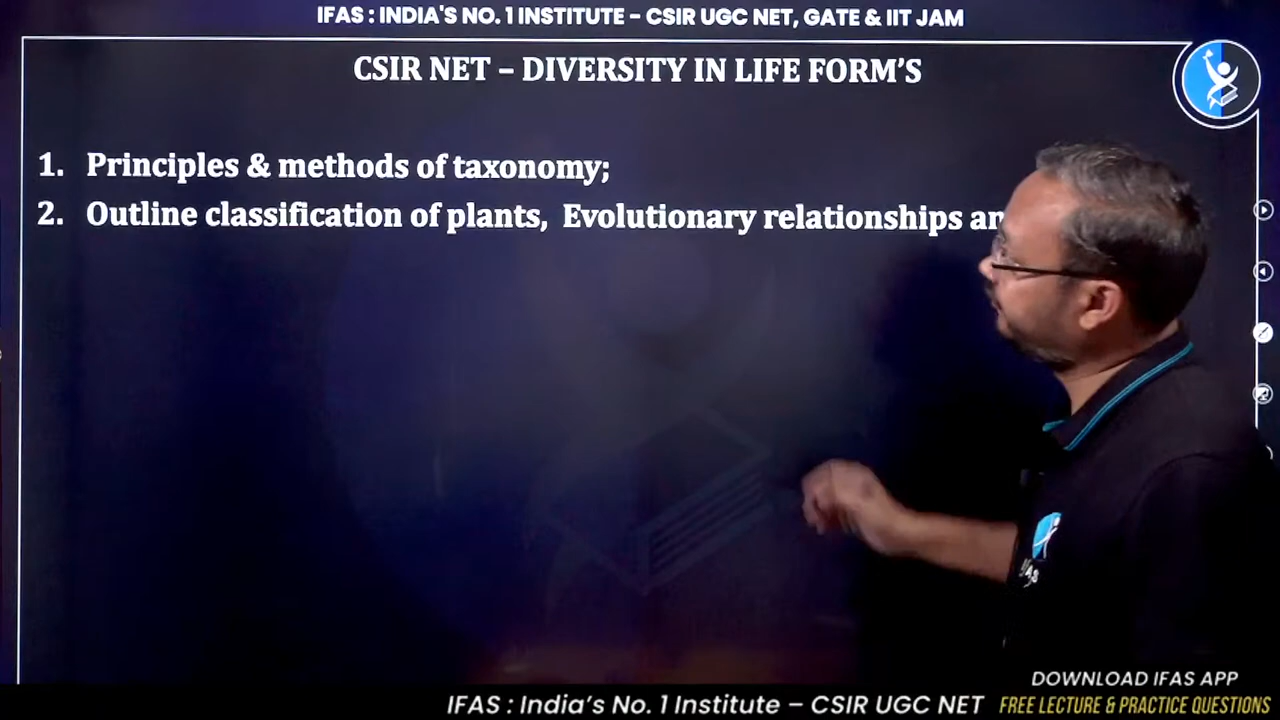 IFAS : INDIA'S NO. 1 INSTITUTE – CSIR UGC NET, GATE & IIT JAM
CSIR NET – DIVERSITY IN LIFE FORM’S
1. Principles & methods of taxonomy;
2. Outline classification of plants, Evolutionary relationships
IFAS
DOWNLOAD IFAS APP
IFAS : India’s No. 1 Institute – CSIR UGC NET
FREE LECTURE & PRACTICE QUESTIONS